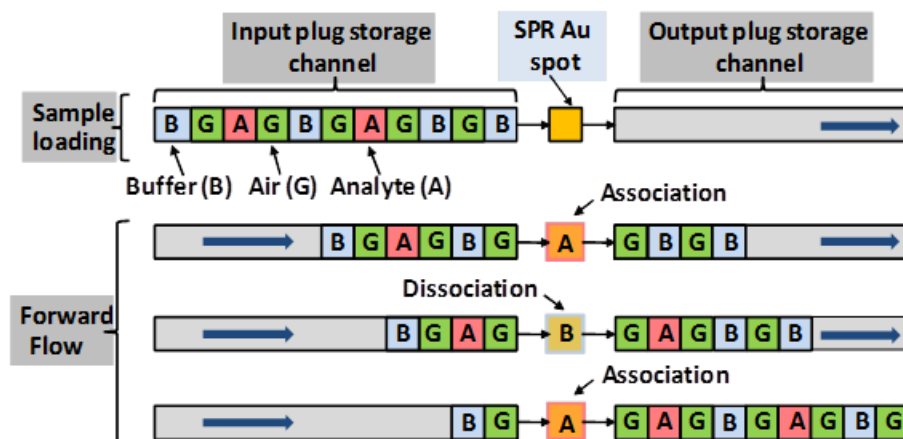 Input plug storage
channel
SPR Au
spot
Output plug storage
channel
Sample
loading
B G A G B G A G B G B
Buffer (B) Air (G) Analyte (A)
Association
B G A G B G A G B G B
Dissociation
Forward
Flow
B G A G B G A G B G B
Association
B G A G A G B G A G B G